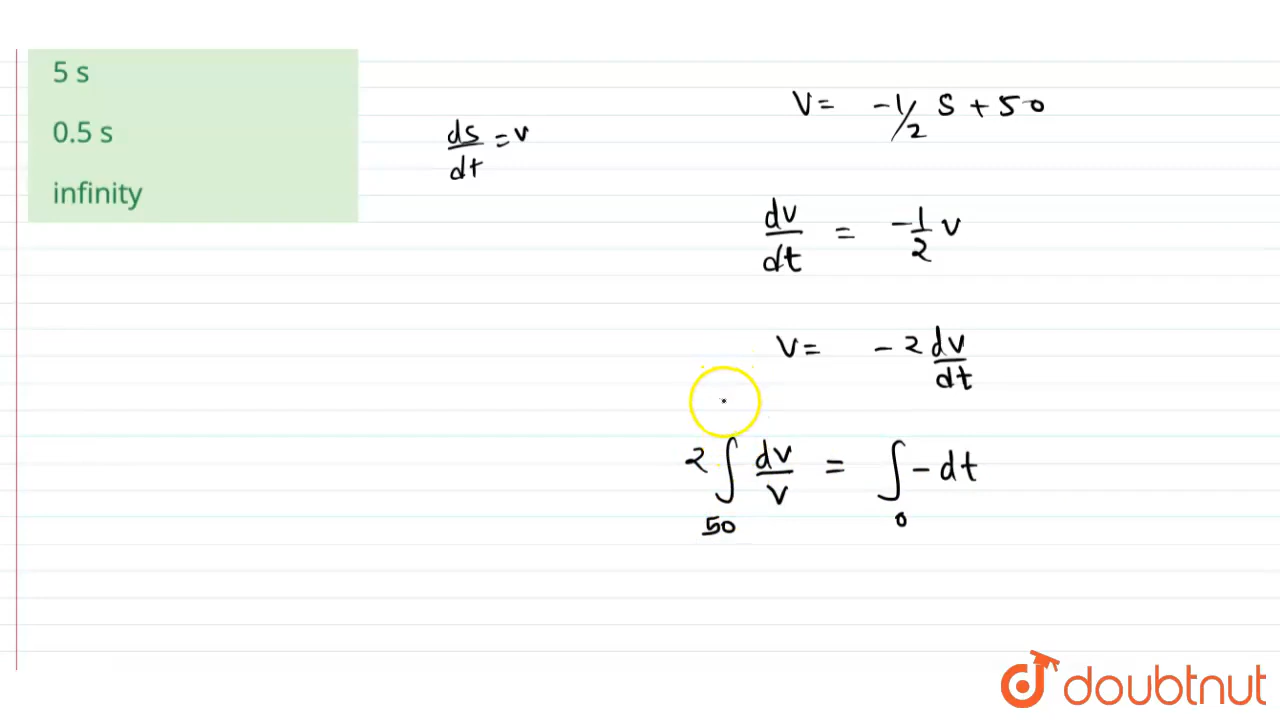 5 s
0.5 s
infinity
ds/dt = v
V = -1/2 S + 50
dv/dt = -1/2 v
V = -2 dv/dt
2 ∫50 dv/v = ∫0 -dt
doubtnut